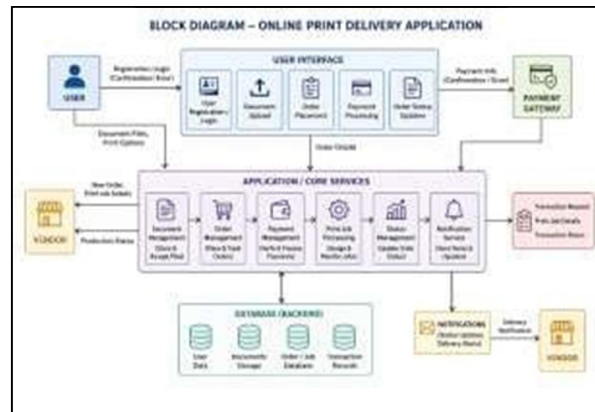 BLOCK DIAGRAM – ONLINE PRINT DELIVERY APPLICATION
USER INTERFACE
USER
Registration / Login
(Confirmation / Error)
User
Registration /
Login
Document
Upload
Order
Placement
Payment
Processing
Order Status
Updates
Payment Info
(Confirmation / Error)
PAYMENT
GATEWAY
Document Files,
Print Options
Order Details
APPLICATION / CORE SERVICES
New Order,
Print Job Details
VENDOR
Production Status
Document
Management
Order
Management
Payment
Management
Print Job
Processing
Status
Management
Notification
Service
Transaction Request
Print Job Details
Transaction Status
DATABASE (BACKEND)
User
Data
Documents
Storage
Order / Job
Database
Transaction
Records
NOTIFICATIONS
Delivery
Notification
VENDOR